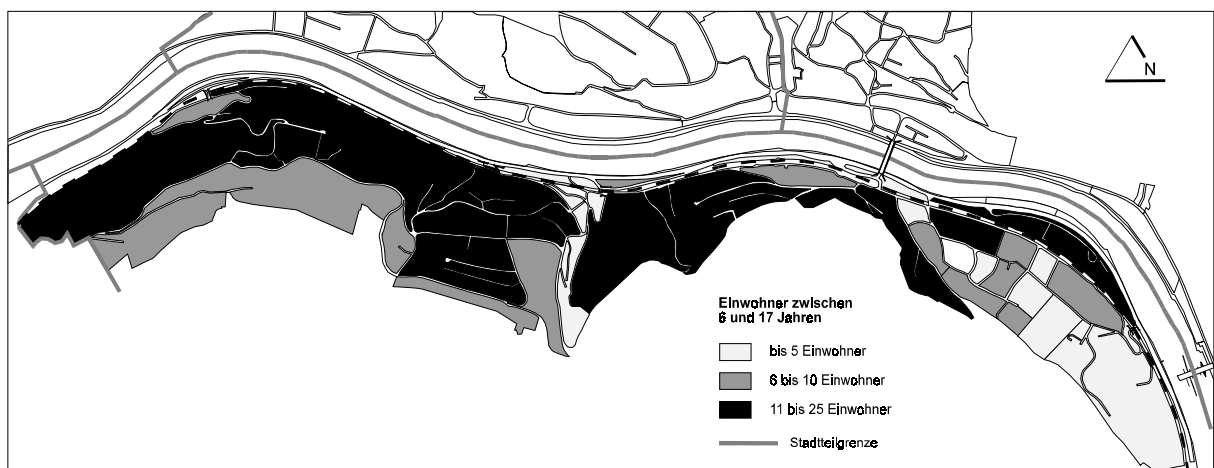 N
Einwohner zwischen
6 und 17 Jahren
bis 5 Einwohner
6 bis 10 Einwohner
11 bis 25 Einwohner
Stadtteilgrenze